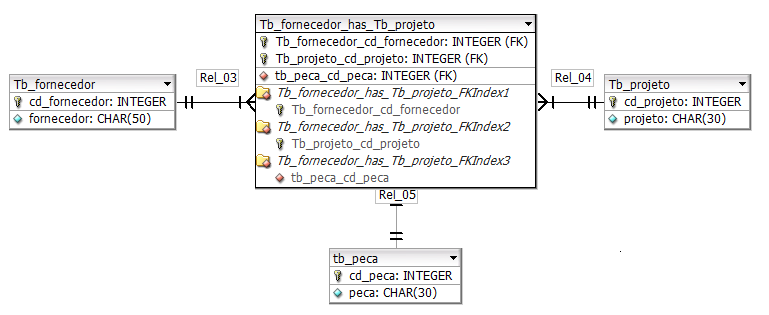 Tb_fornecedor_has_Tb_projeto
Tb_fornecedor_cd_fornecedor: INTEGER (FK)
Tb_projeto_cd_projeto: INTEGER (FK)
tb_peca_cd_peca: INTEGER (FK)
Tb_fornecedor_has_Tb_projeto_FKIndex1
Tb_fornecedor_cd_fornecedor
Tb_fornecedor_has_Tb_projeto_FKIndex2
Tb_projeto_cd_projeto
Tb_fornecedor_has_Tb_projeto_FKIndex3
tb_peca_cd_peca
Rel_03
Tb_fornecedor
cd_fornecedor: INTEGER
fornecedor: CHAR(50)
Rel_04
Tb_projeto
cd_projeto: INTEGER
projeto: CHAR(30)
Rel_05
tb_peca
cd_peca: INTEGER
peca: CHAR(30)